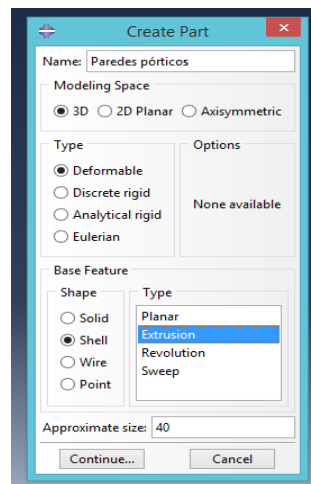 Create Part
Name: Paredes pórticos
Modeling Space
3D 2D Planar Axisymmetric
Type
Deformable
Discrete rigid
Analytical rigid
Eulerian
Options
None available
Base Feature
Shape
Solid
Shell
Wire
Point
Type
Planar
Extrusion
Revolution
Sweep
Approximate size: 40
Continue... Cancel